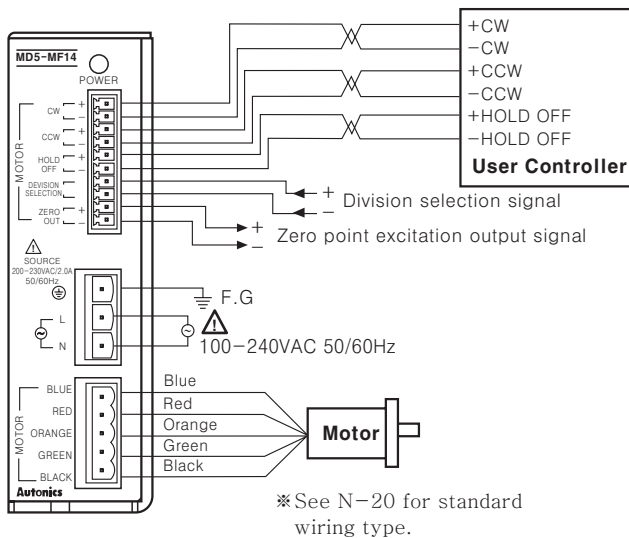 MD5-MF14
POWER
MOTOR
CW + −
CCW + −
HOLD OFF + −
DIVISION SELECTION
ZERO OUT + −
SOURCE
200-230VAC/2.0A
50/60Hz
L
N
MOTOR
BLUE
RED
ORANGE
GREEN
BLACK
Autonics
+CW
−CW
+CCW
−CCW
+HOLD OFF
−HOLD OFF
User Controller
+
− Division selection signal
+
− Zero point excitation output signal
F.G
100-240VAC 50/60Hz
Blue
Red
Orange
Green
Black
Motor
※See N-20 for standard
wiring type.